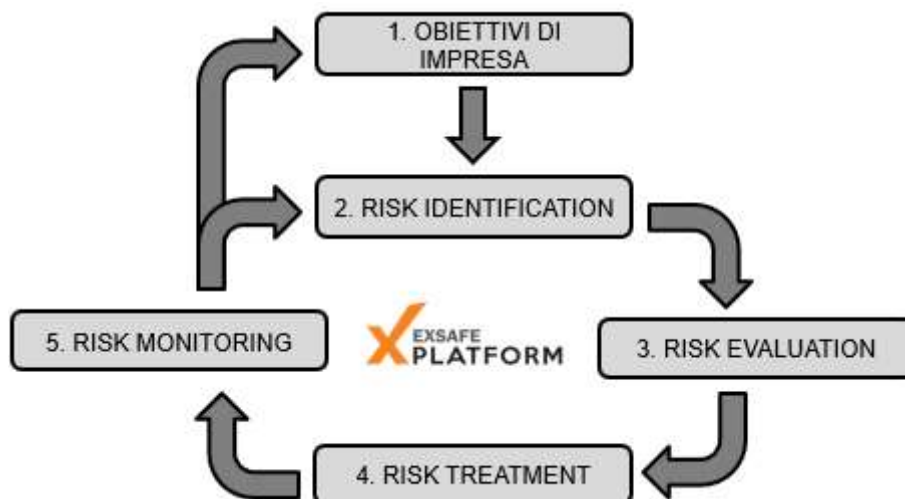 1. OBIETTIVI DI
IMPRESA
2. RISK IDENTIFICATION
5. RISK MONITORING
EXSAFE
PLATFORM
3. RISK EVALUATION
4. RISK TREATMENT